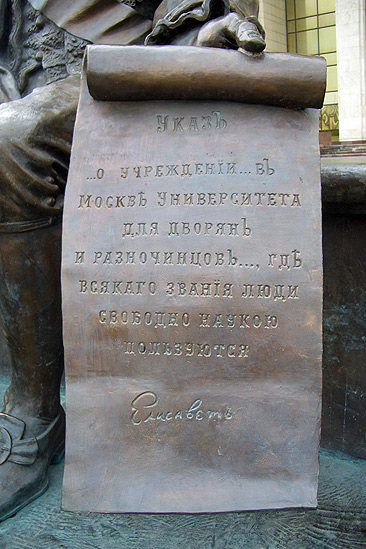 Указъ
...о учрежденіи...въ
Москвѣ Университета
для дворянъ
и разночинцовъ..., гдѣ
всякаго званія люди
свободно наукою
пользуются
Елисаветъ